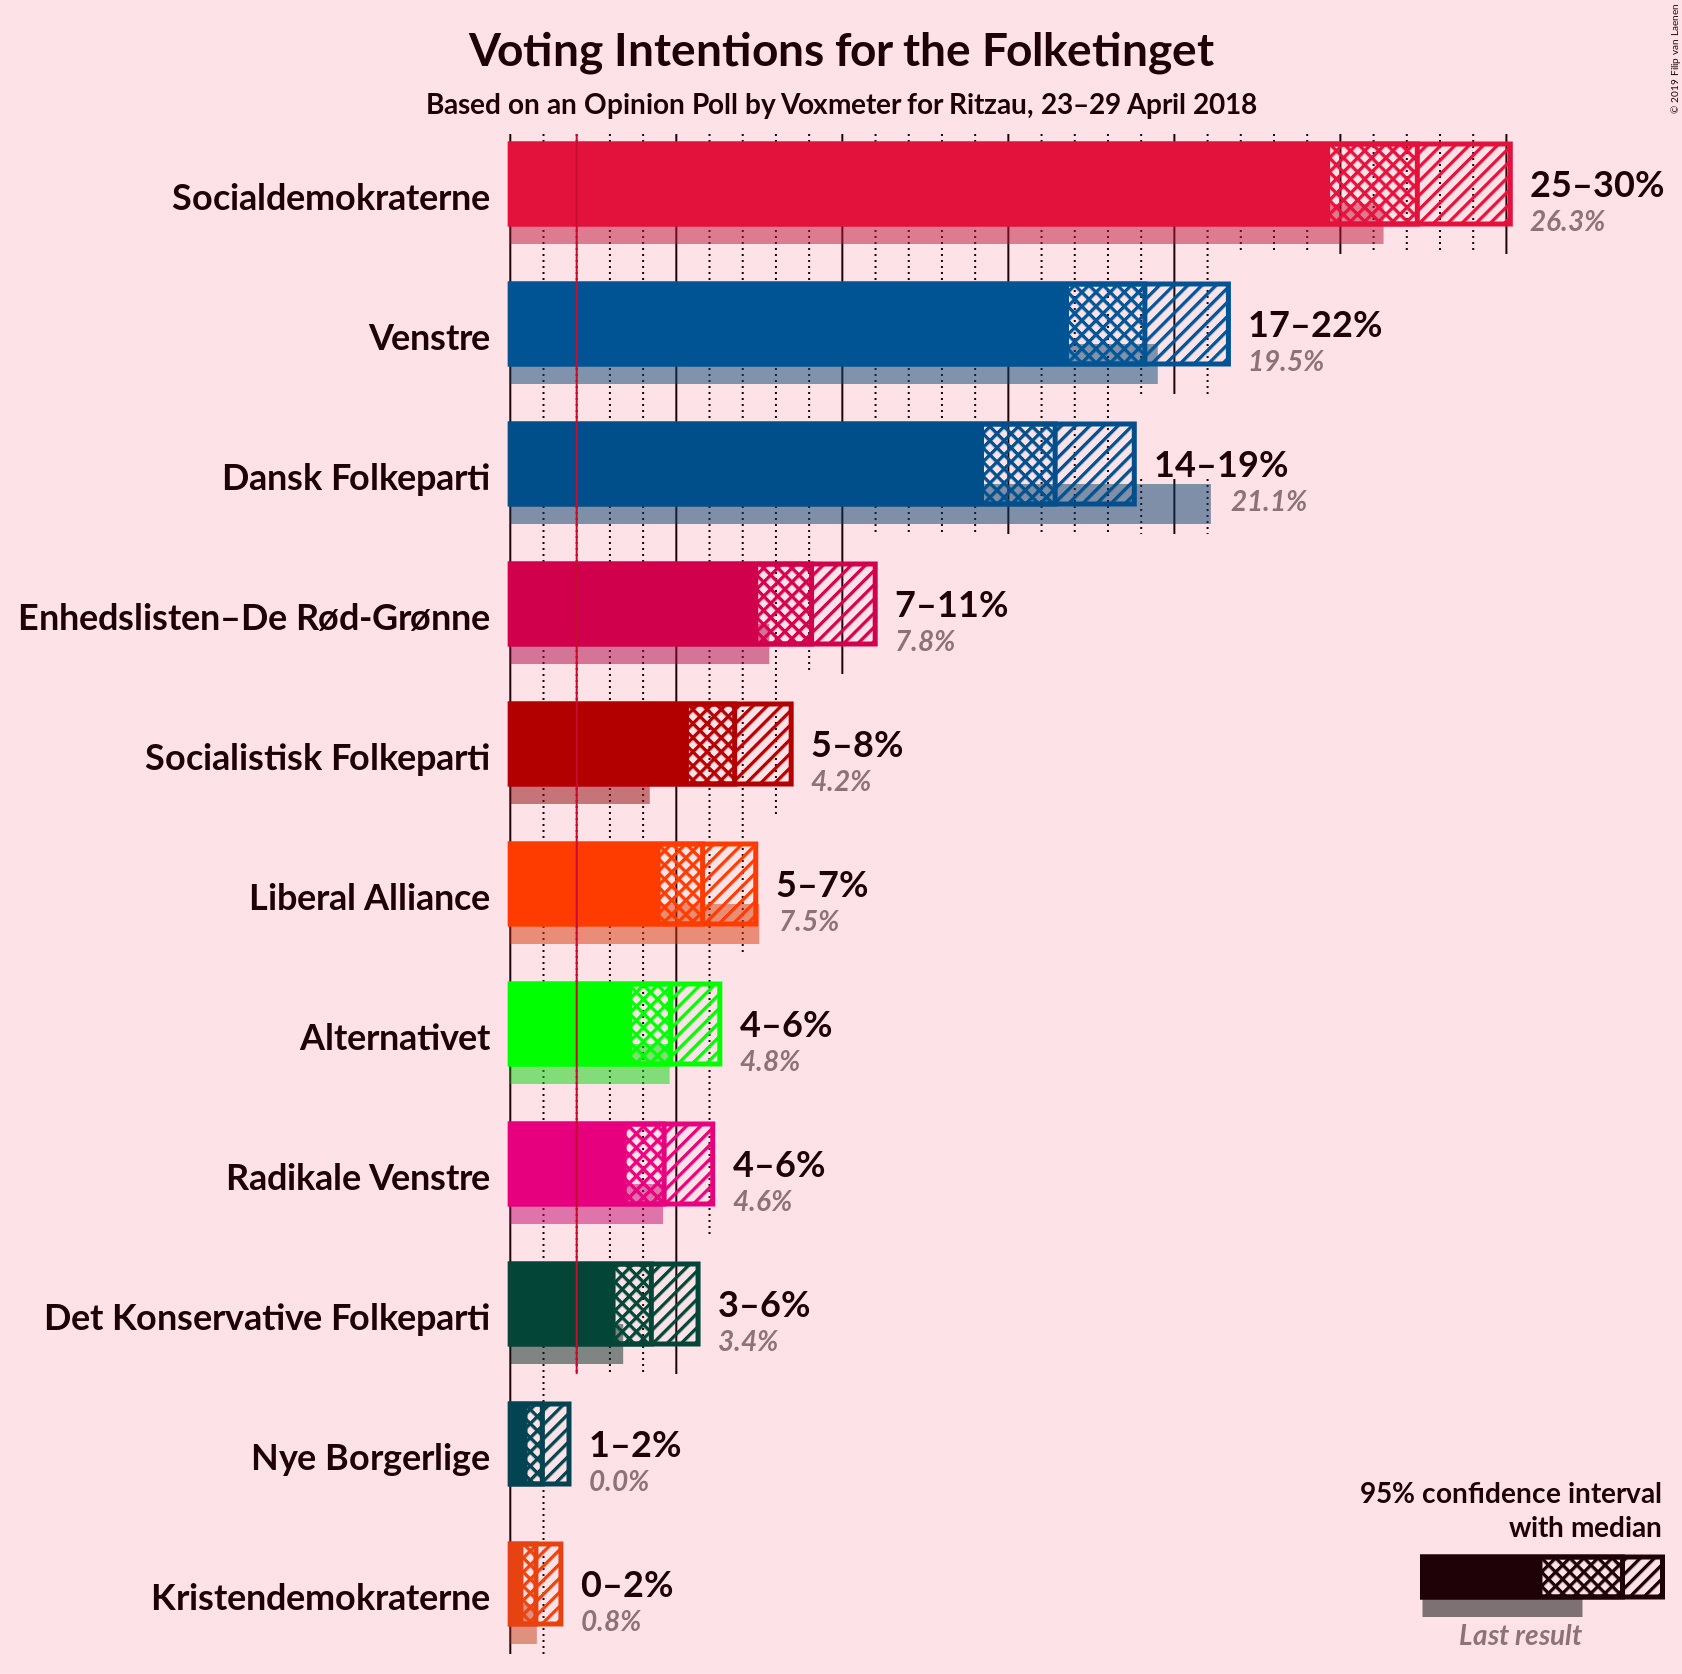 Voting Intentions for the Folketinget
Based on an Opinion Poll by Voxmeter for Ritzau, 23–29 April 2018
© 2019 Filip van Laenen
Socialdemokraterne
25–30%
26.3%
Venstre
17–22%
19.5%
Dansk Folkeparti
14–19%
21.1%
Enhedslisten–De Rød-Grønne
7–11%
7.8%
Socialistisk Folkeparti
5–8%
4.2%
Liberal Alliance
5–7%
7.5%
Alternativet
4–6%
4.8%
Radikale Venstre
4–6%
4.6%
Det Konservative Folkeparti
3–6%
3.4%
Nye Borgerlige
1–2%
0.0%
Kristendemokraterne
0–2%
0.8%
95% confidence interval
with median
Last result